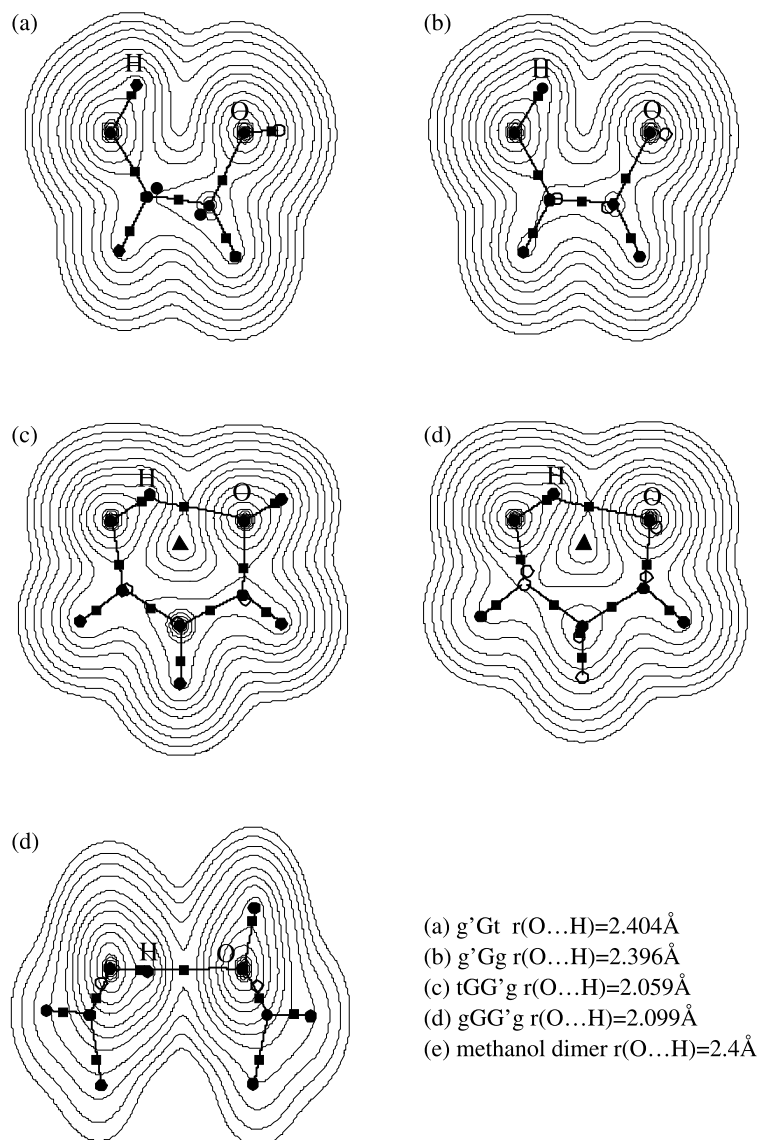 (a)
(b)
H
O
H
O
(c)
(d)
H
O
H
O
(d)
H
O
(a) g'Gt r(O…H)=2.404Å
(b) g'Gg r(O…H)=2.396Å
(c) tGG'g r(O…H)=2.059Å
(d) gGG'g r(O…H)=2.099Å
(e) methanol dimer r(O…H)=2.4Å